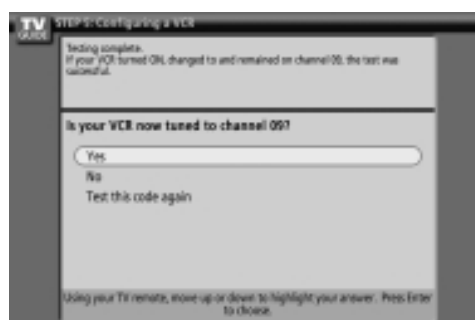 TV
GUIDE
STEP 5: Configuring a VCR
Testing complete.
If your VCR turned ON, changed to and remained on channel 09, the test was
successful.
Is your VCR now tuned to channel 09?
Yes
No
Test this code again
Using your TV remote, move up or down to highlight your answer. Press Enter
to choose.